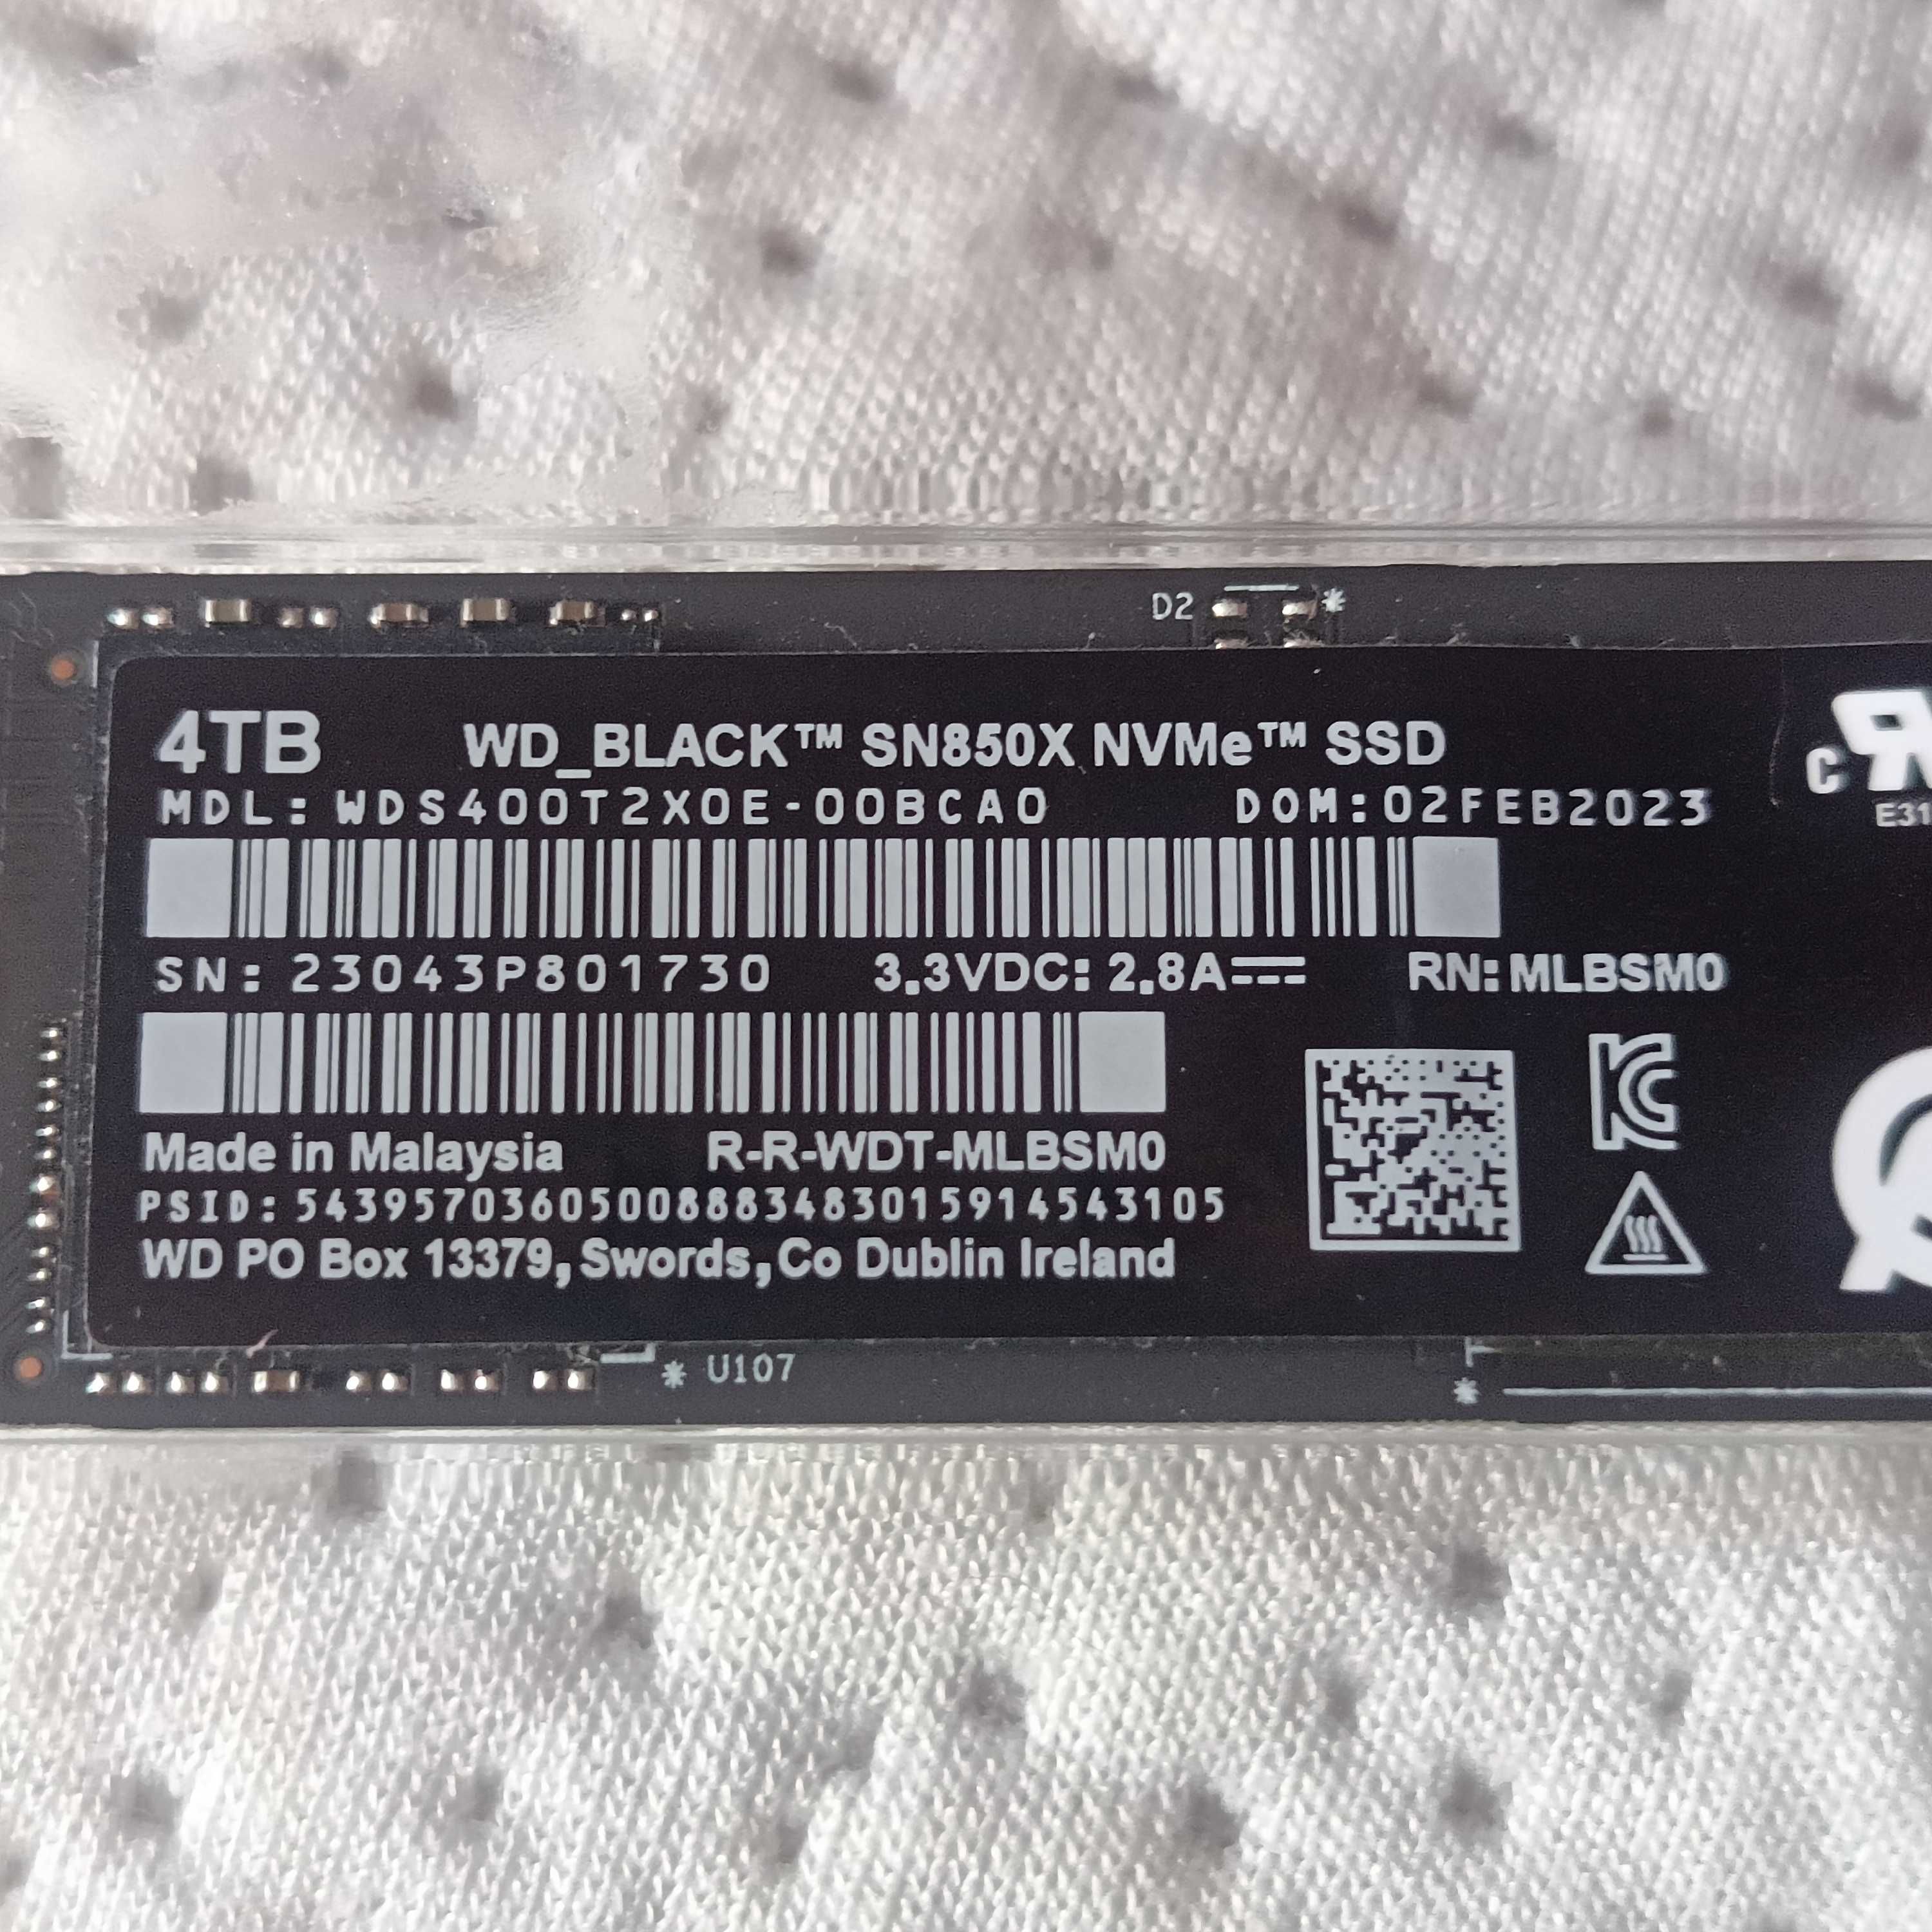 D2 *
4TB WD_BLACK™ SN850X NVMe™ SSD
MDL: WDS400T2X0E-00BCA0 DOM:02FEB2023
C
E31
SN: 23043P801730 3.3VDC: 2.8A RN: MLBSM0
Made in Malaysia R-R-WDT-MLBSM0
PSID: 54395703605008883483015914543105
WD PO Box 13379, Swords, Co Dublin Ireland
* U107
*